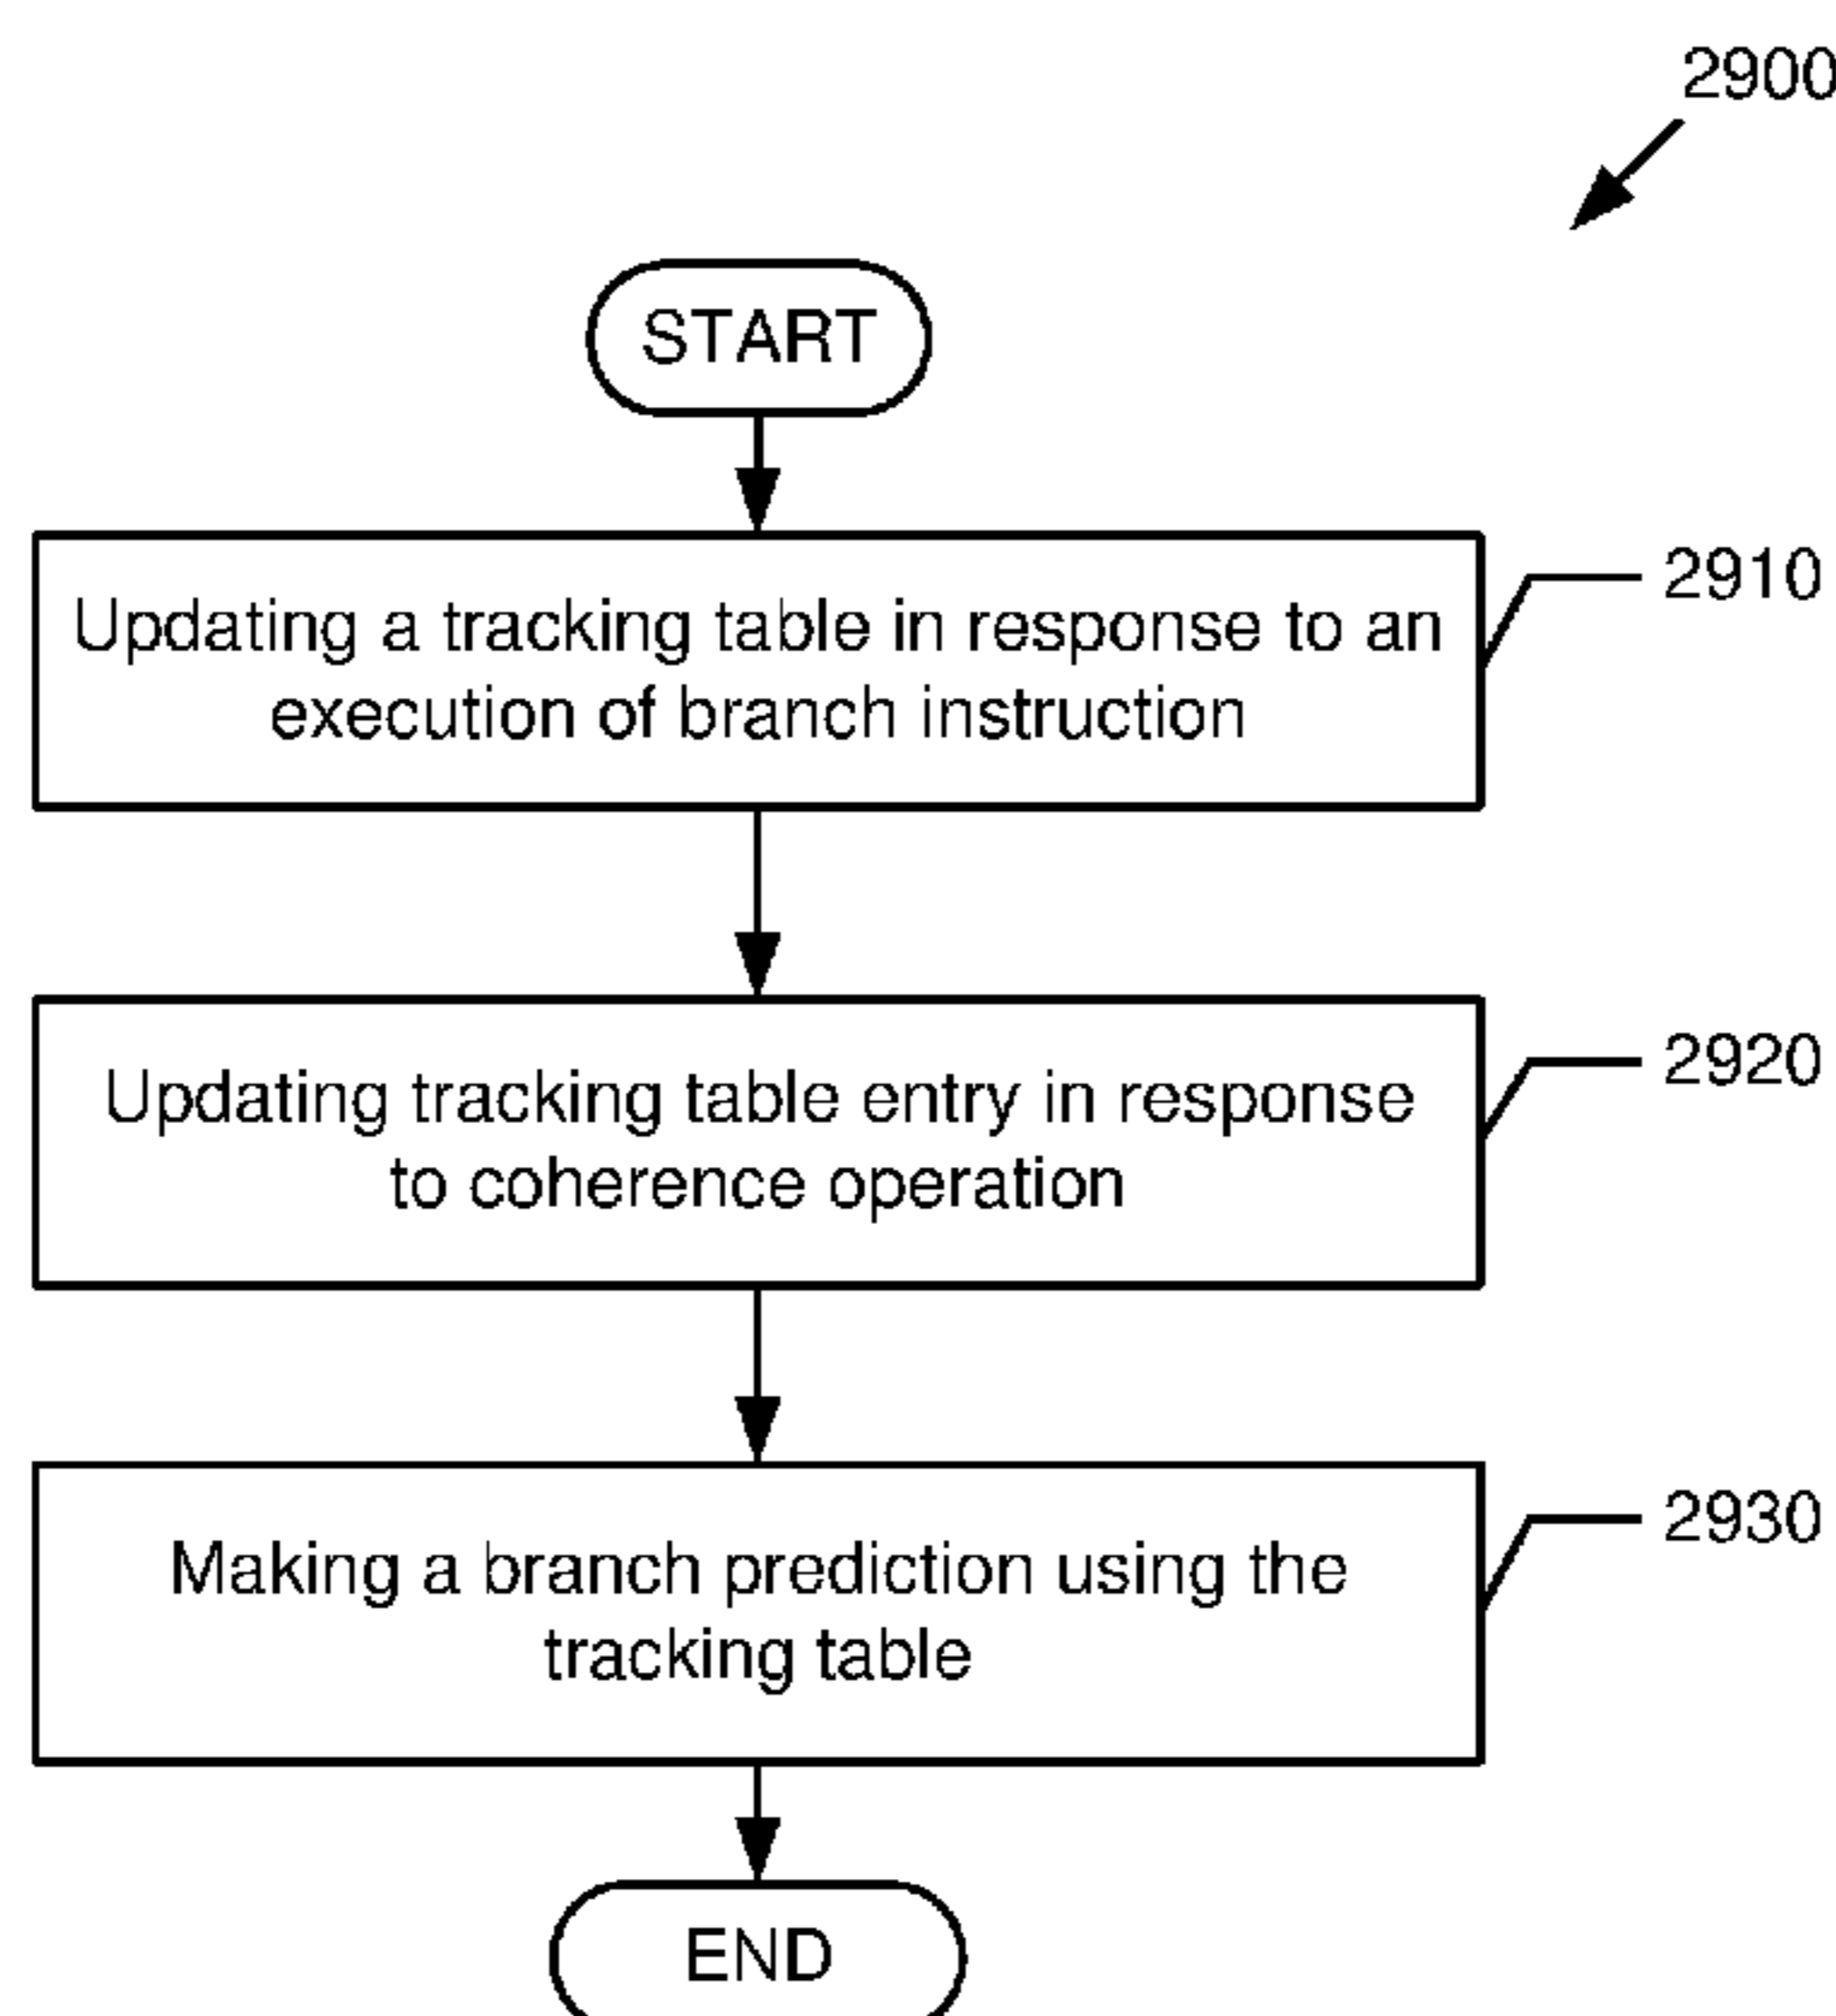 2900
START
Updating a tracking table in response to an
execution of branch instruction
2910
Updating tracking table entry in response
to coherence operation
2920
Making a branch prediction using the
tracking table
2930
END